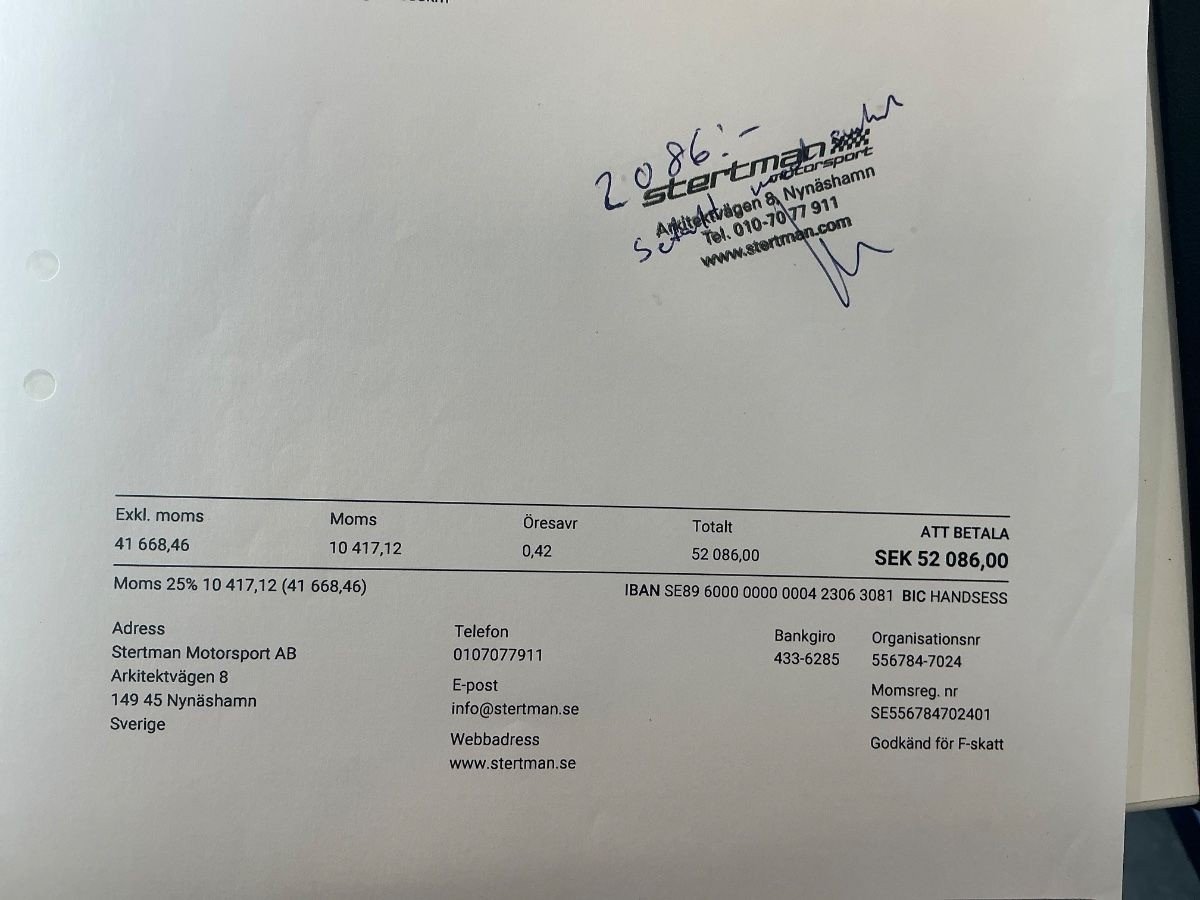 2086:-
stertman
motorsport
Arkitektvägen 8, Nynäshamn
Tel. 010-70 77 911
www.stertman.com
Exkl. moms Moms Öresavr Totalt ATT BETALA
41 668,46 10 417,12 0,42 52 086,00 SEK 52 086,00
Moms 25% 10 417,12 (41 668,46) IBAN SE89 6000 0000 0004 2306 3081 BIC HANDSESS
Adress Telefon Bankgiro Organisationsnr
Stertman Motorsport AB 0107077911 433-6285 556784-7024
Arkitektvägen 8 E-post Momsreg. nr
149 45 Nynäshamn info@stertman.se SE556784702401
Sverige Webbadress Godkänd för F-skatt
www.stertman.se